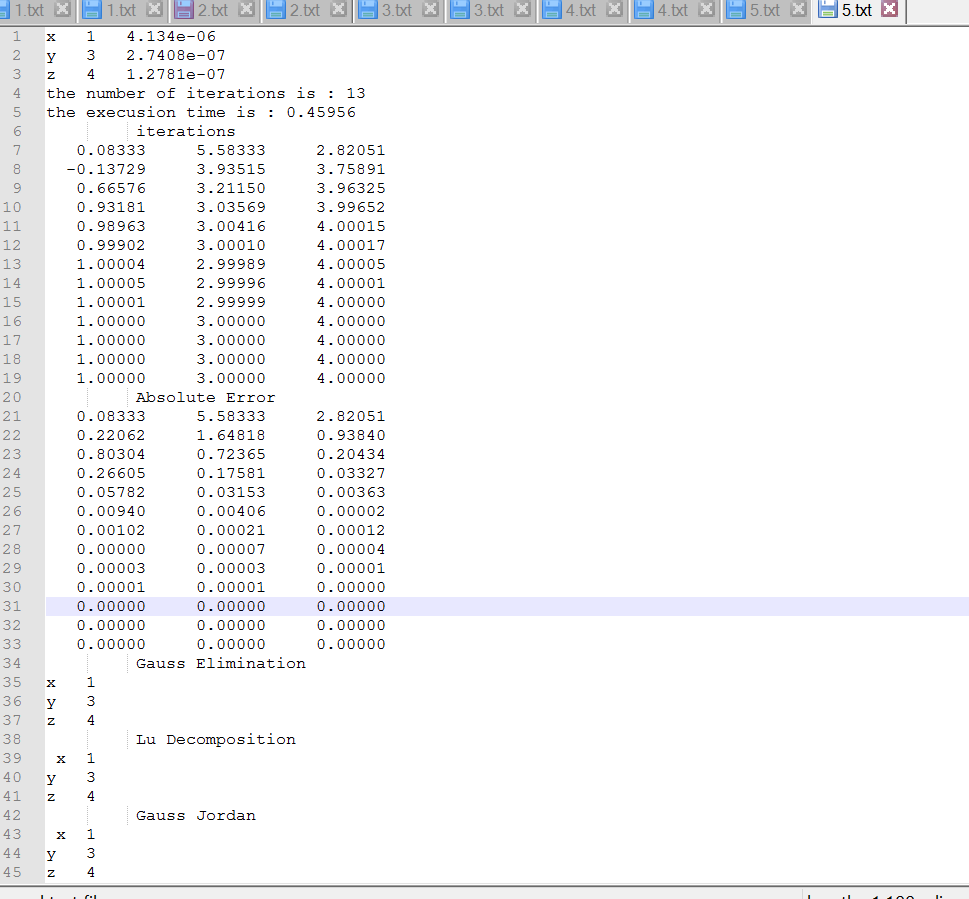 1.txt 1.txt 2.txt 2.txt 3.txt 3.txt 4.txt 4.txt 5.txt 5.txt
1 x 1 4.134e-06
2 y 3 2.7408e-07
3 z 4 1.2781e-07
4 the number of iterations is : 13
5 the execusion time is : 0.45956
6 iterations
7 0.08333 5.58333 2.82051
8 -0.13729 3.93515 3.75891
9 0.66576 3.21150 3.96325
10 0.93181 3.03569 3.99652
11 0.98963 3.00416 4.00015
12 0.99902 3.00010 4.00017
13 1.00004 2.99989 4.00005
14 1.00005 2.99996 4.00001
15 1.00001 2.99999 4.00000
16 1.00000 3.00000 4.00000
17 1.00000 3.00000 4.00000
18 1.00000 3.00000 4.00000
19 1.00000 3.00000 4.00000
20 Absolute Error
21 0.08333 5.58333 2.82051
22 0.22062 1.64818 0.93840
23 0.80304 0.72365 0.20434
24 0.26605 0.17581 0.03327
25 0.05782 0.03153 0.00363
26 0.00940 0.00406 0.00002
27 0.00102 0.00021 0.00012
28 0.00000 0.00007 0.00004
29 0.00003 0.00003 0.00001
30 0.00001 0.00001 0.00000
31 0.00000 0.00000 0.00000
32 0.00000 0.00000 0.00000
33 0.00000 0.00000 0.00000
34 Gauss Elimination
35 x 1
36 y 3
37 z 4
38 Lu Decomposition
39 x 1
40 y 3
41 z 4
42 Gauss Jordan
43 x 1
44 y 3
45 z 4